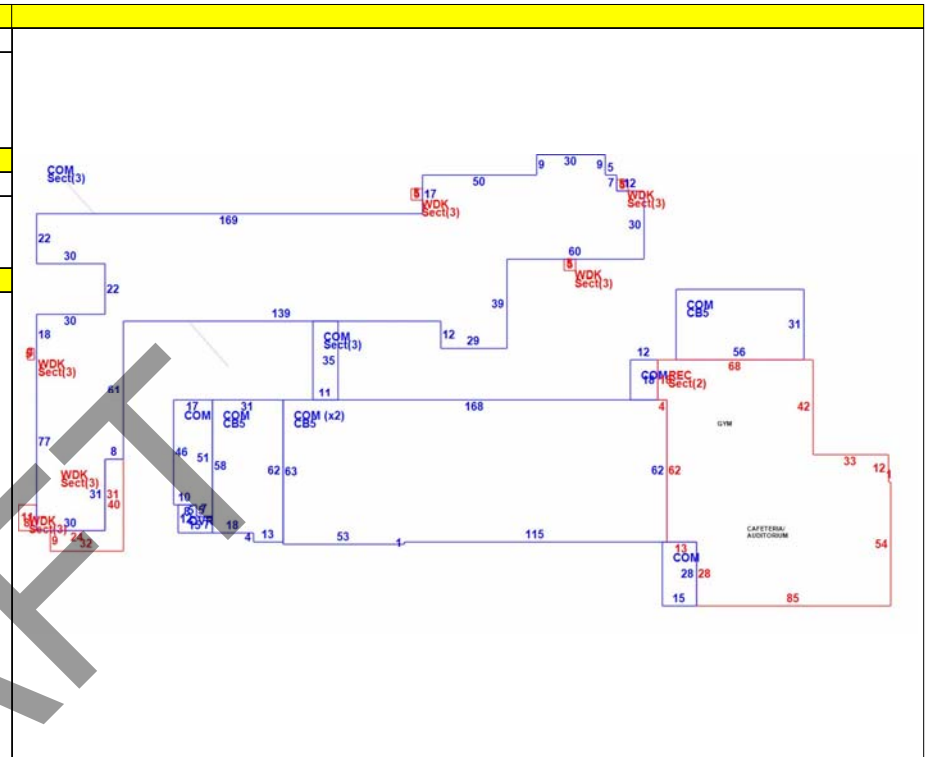 9 30 9 5
COM
Sect(3)
50
5 17
7 5 12
WDK
Sect(3)
WDK
Sect(3)
169
22
30
60
30
5
WDK
Sect(3)
22
39
COM
CB5
31
30
139
18
12
29
COM
Sect(3)
35
WDK
Sect(3)
12
56
68
61
COM REC
18
Sect(2)
11
17
31
168
4
42
COM
COM
CB5
COM (x2)
CB5
GYM
77
46
51
58
62 63
62 62
8
33
12
1
WDK
Sect(3)
31 31
40
10
30
WDK
Sect(3)
24
9
32
18
4
13
53
1
115
CAFETERIA/
AUDITORIUM
54
13
COM
28 28
15
85